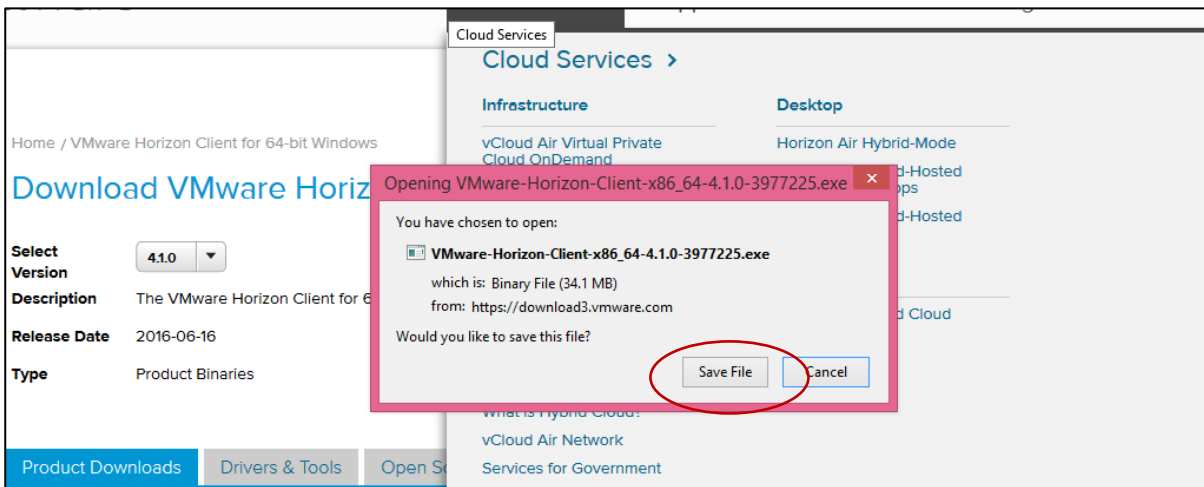 Cloud Services
Cloud Services >
Infrastructure
Desktop
Home / VMware Horizon Client for 64-bit Windows
vCloud Air Virtual Private
Cloud OnDemand
Horizon Air Hybrid-Mode
Download VMware Horiz
Opening VMware-Horizon-Client-x86_64-4.1.0-3977225.exe
d-Hosted
ops
You have chosen to open:
d-Hosted
VMware-Horizon-Client-x86_64-4.1.0-3977225.exe
Select
Version
4.1.0
which is: Binary File (34.1 MB)
Description
The VMware Horizon Client for 6
from: https://download3.vmware.com
d Cloud
Release Date
2016-06-16
Would you like to save this file?
Type
Product Binaries
Save File
Cancel
What is Hybrid Cloud?
vCloud Air Network
Product Downloads
Drivers & Tools
Open So
Services for Government